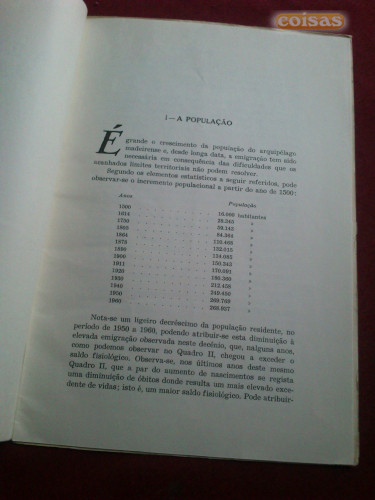 coisas
I — A POPULAÇÃO
É grande o crescimento da população do arquipélago
madeirense e, desde longa data, a emigração tem sido
necessária em consequência das dificuldades que os
acanhados limites territoriais não podem resolver.
Segundo os elementos estatísticos a seguir referidos, pode
observar-se o incremento populacional a partir do ano de 1500:
Anos População
1500 habitantes
1614
1920
1930
1940
1950
1960
Nota-se um ligeiro decréscimo da população residente, no
período de 1950 a 1960, podendo atribuir-se esta diminuição à
elevada emigração observada neste decénio, que, nalguns anos,
como podemos observar no Quadro II, chegou a exceder o
saldo fisiológico. Observa-se, nos últimos anos deste mesmo
Quadro II, que a par do aumento de nascimentos se regista
uma diminuição de óbitos donde resulta um mais elevado exce-
dente de vidas; isto é, um maior saldo fisiológico. Pode atribuir-